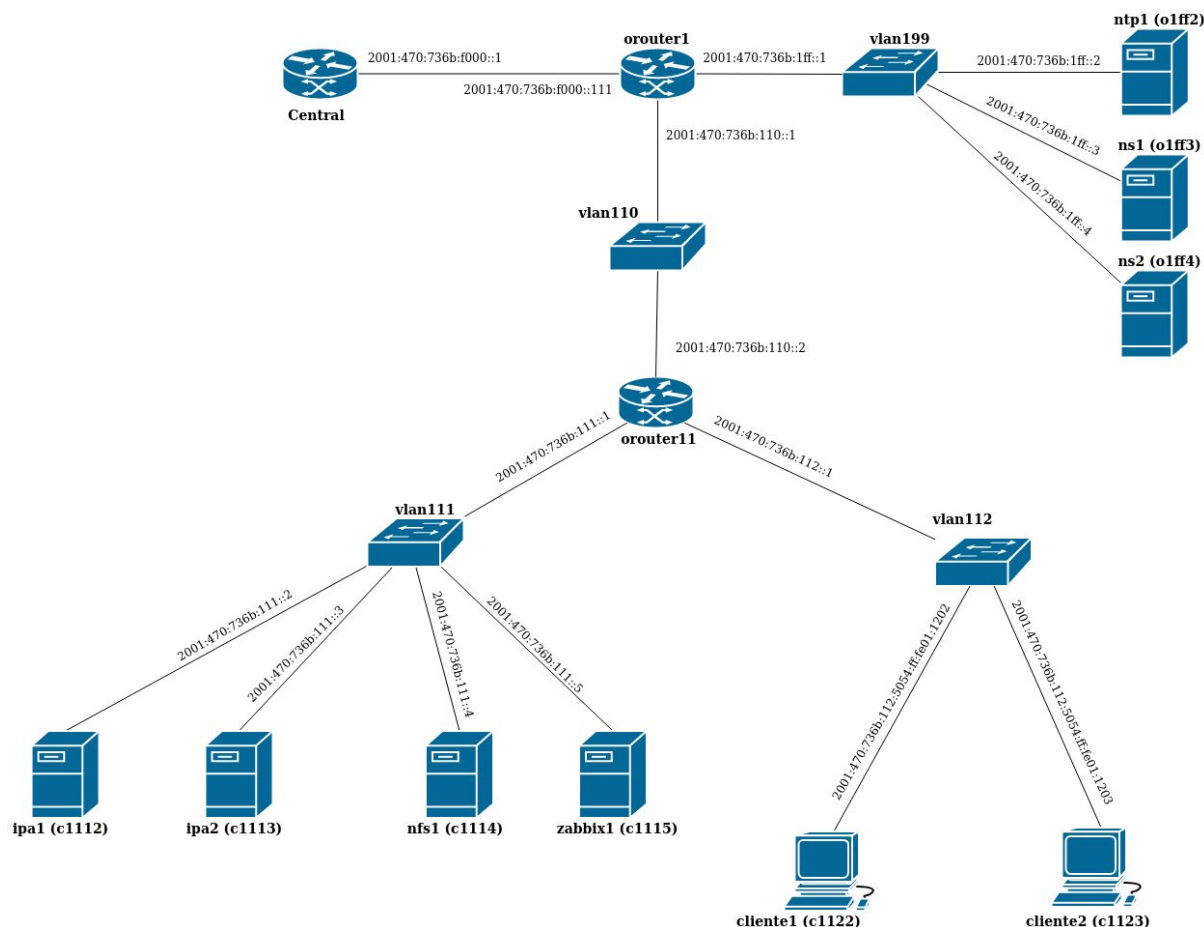 ntp1 (o1ff2)
orouter1
vlan199
2001:470:736b:f000::1
2001:470:736b:1ff::1
2001:470:736b:1ff::2
2001:470:736b:f000::111
Central
2001:470:736b:1ff::3
2001:470:736b:110::1
ns1 (o1ff3)
2001:470:736b:1ff::4
vlan110
ns2 (o1ff4)
2001:470:736b:110::2
orouter11
2001:470:736b:111::1
2001:470:736b:112::1
vlan111
vlan112
2001:470:736b:111::2
2001:470:736b:111::3
2001:470:736b:111::4
2001:470:736b:111::5
2001:470:736b:112:5054:ff:fe01:1202
2001:470:736b:112:5054:ff:fe01:1203
ipa1 (c1112)
ipa2 (c1113)
nfs1 (c1114)
zabbix1 (c1115)
cliente1 (c1122)
cliente2 (c1123)